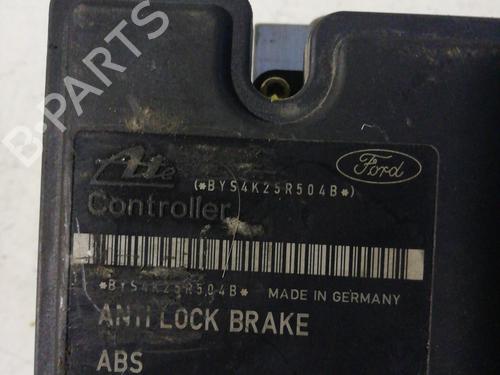 B-PARTS
Ate
(*BYS4K25R504B*)
Ford
Controller
*BYS4K25R504B*
MADE IN GERMANY
ANTI LOCK BRAKE
ABS